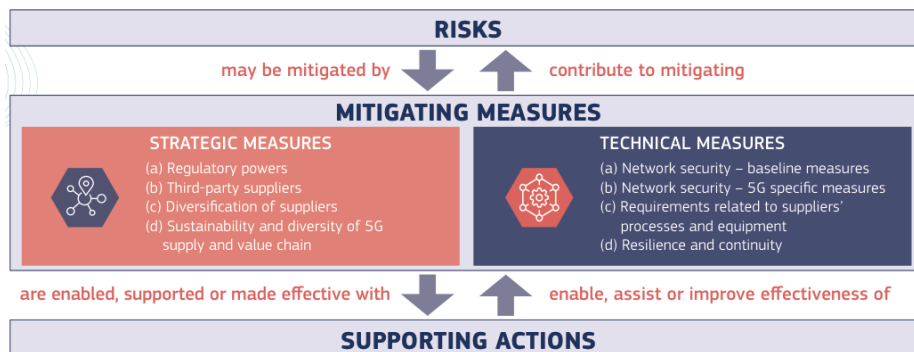 RISKS
may be mitigated by
contribute to mitigating
MITIGATING MEASURES
STRATEGIC MEASURES
(a) Regulatory powers
(b) Third-party suppliers
(c) Diversification of suppliers
(d) Sustainability and diversity of 5G
supply and value chain
TECHNICAL MEASURES
(a) Network security – baseline measures
(b) Network security – 5G specific measures
(c) Requirements related to suppliers’
processes and equipment
(d) Resilience and continuity
are enabled, supported or made effective with
enable, assist or improve effectiveness of
SUPPORTING ACTIONS